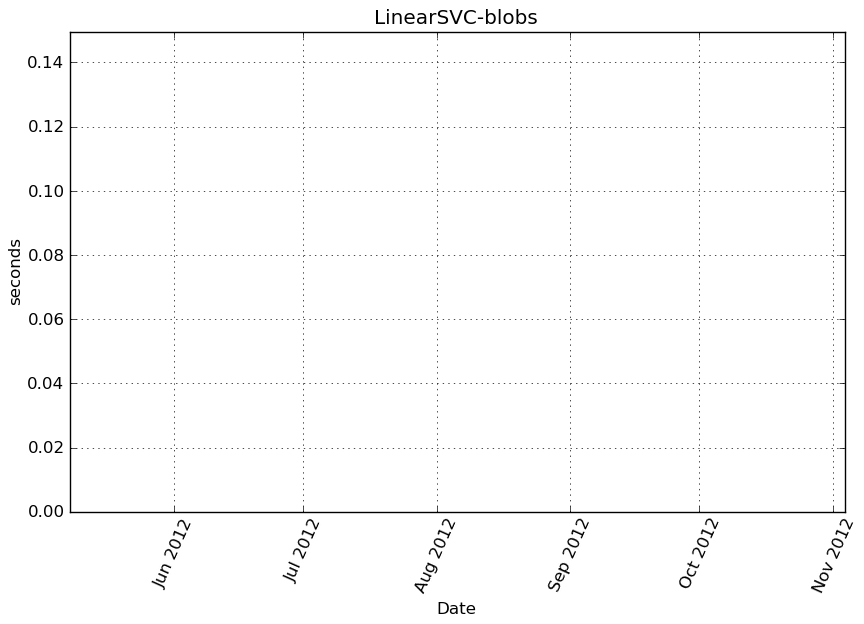 LinearSVC-blobs
0.14
0.12
0.10
0.08
0.06
0.04
0.02
0.00
seconds
Jun 2012
Jul 2012
Aug 2012
Sep 2012
Oct 2012
Nov 2012
Date